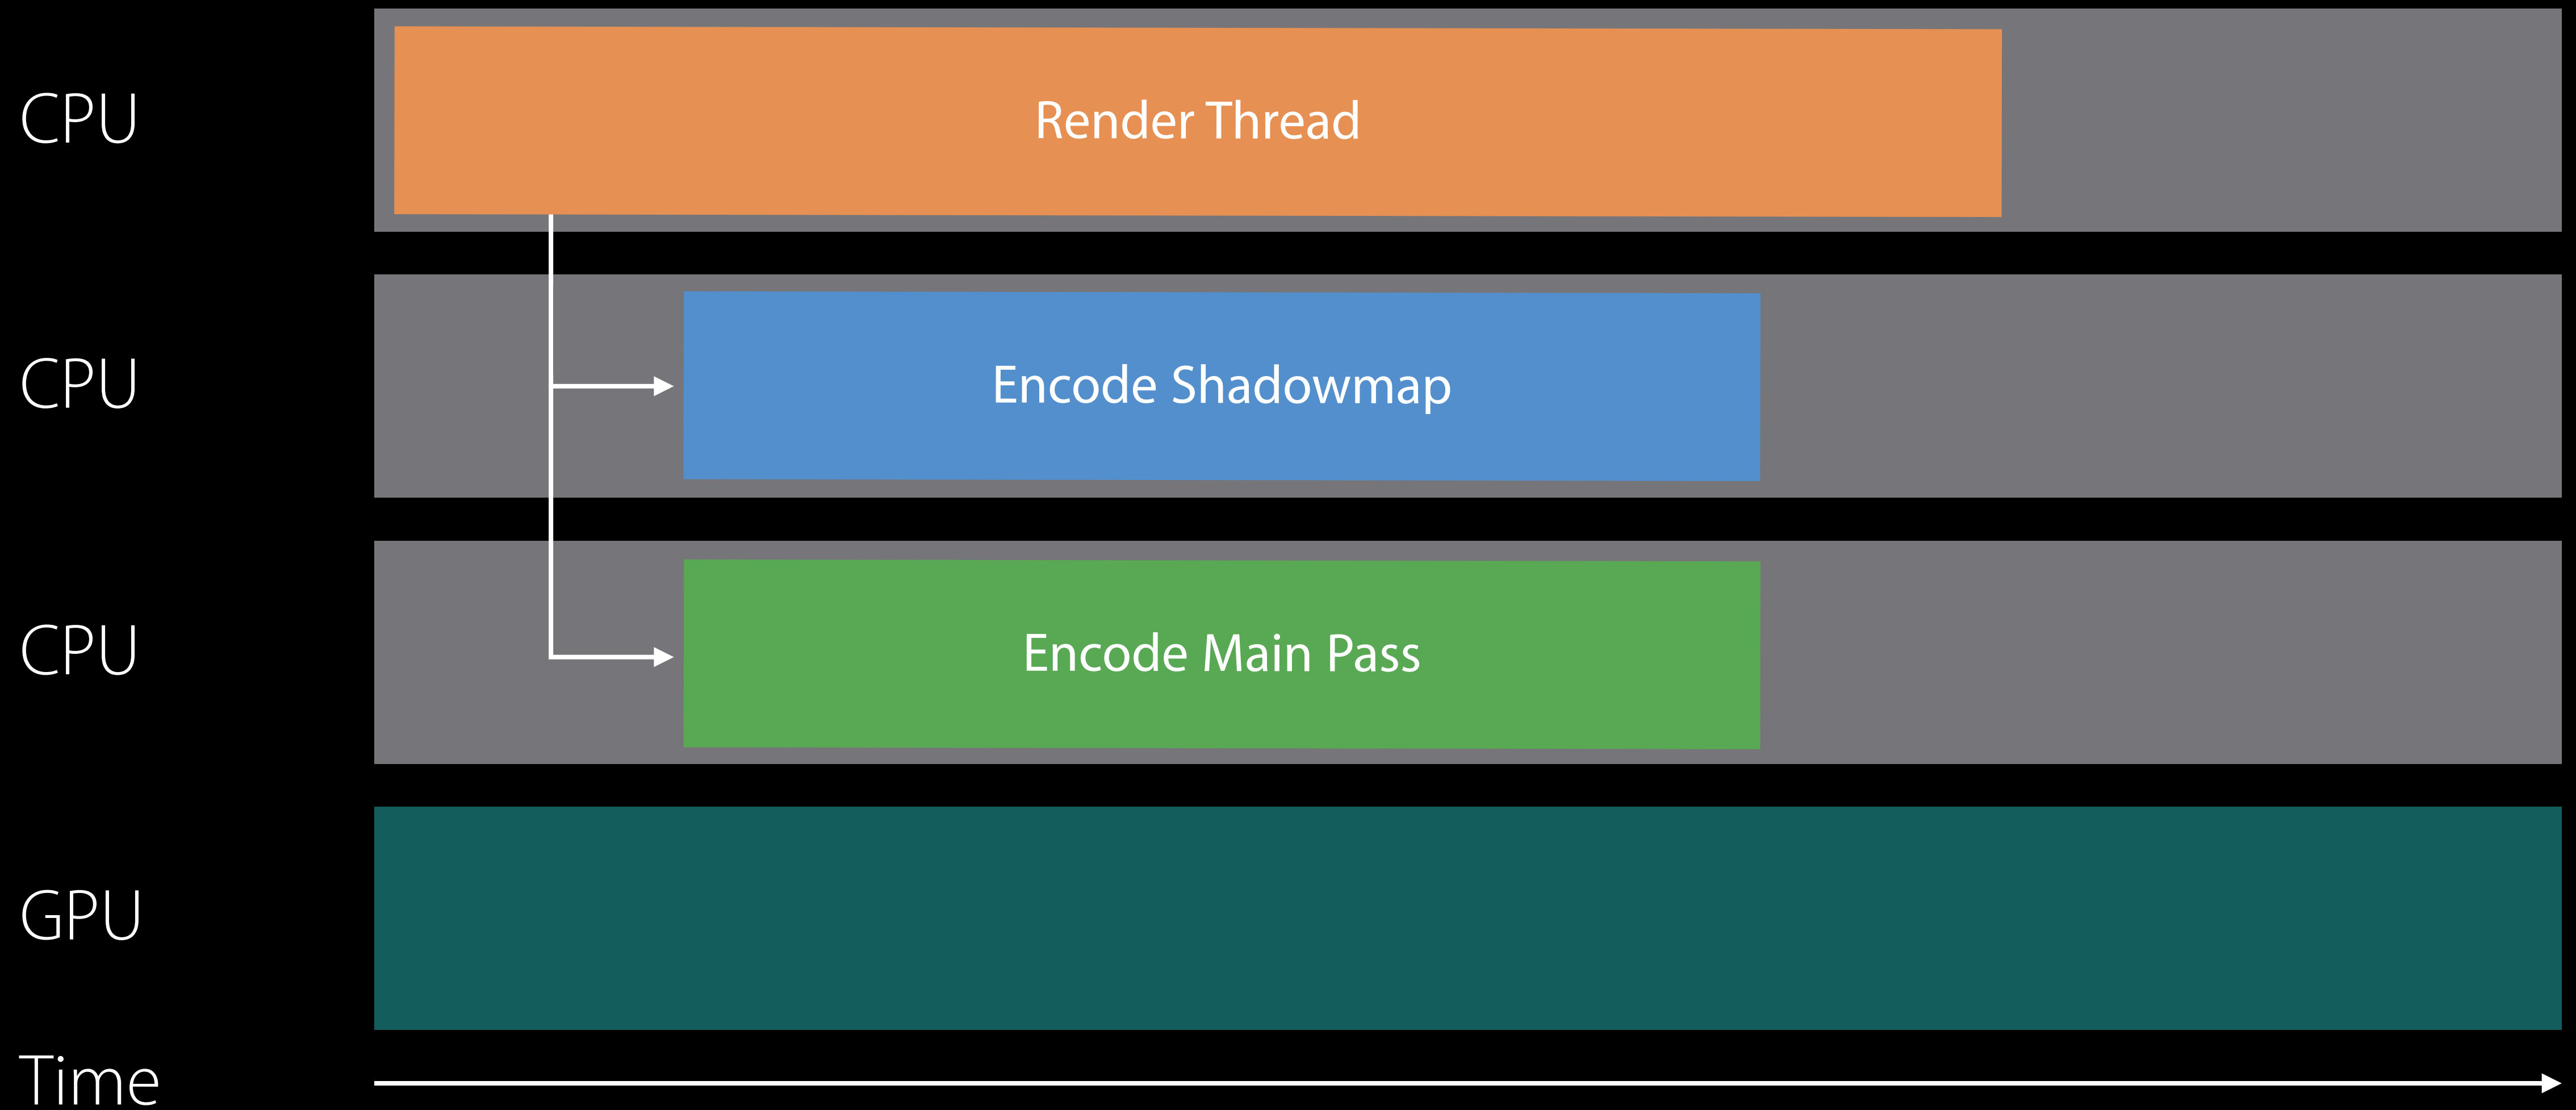 CPU
Render Thread
CPU
Encode Shadowmap
CPU
Encode Main Pass
GPU
Time